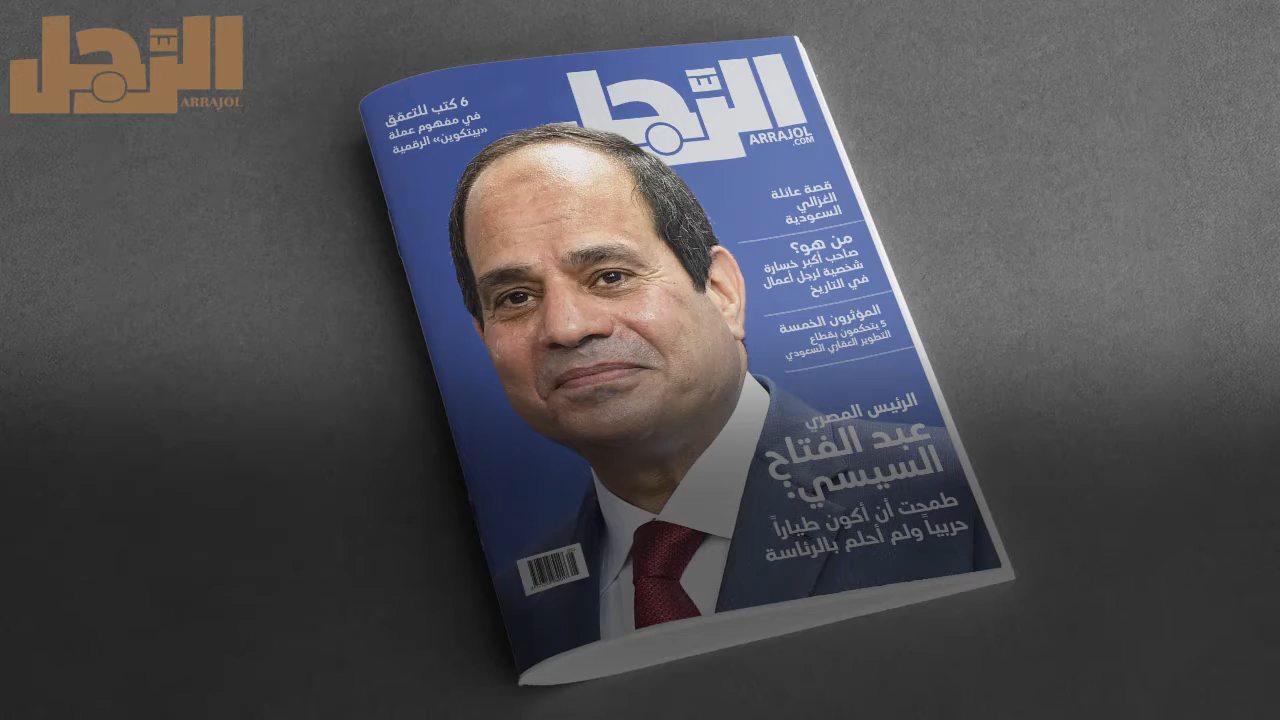 الرجل
ARRAJOL
الرجل
ARRAJOL
.COM
6 كتب للتعمق
في مفهوم عملة
«بيتكوين» الرقمية
قصة عائلة
الغزالي
السعودية
من هو؟
صاحب أكبر خسارة
شخصية لرجل أعمال
في التاريخ
المؤثرون الخمسة
5 يتحكمون بقطاع
التطوير العقاري السعودي
الرئيس المصري
عبد الفتاح
السيسي:
طمحت أن أكون طياراً
حربياً ولم أحلم بالرئاسة